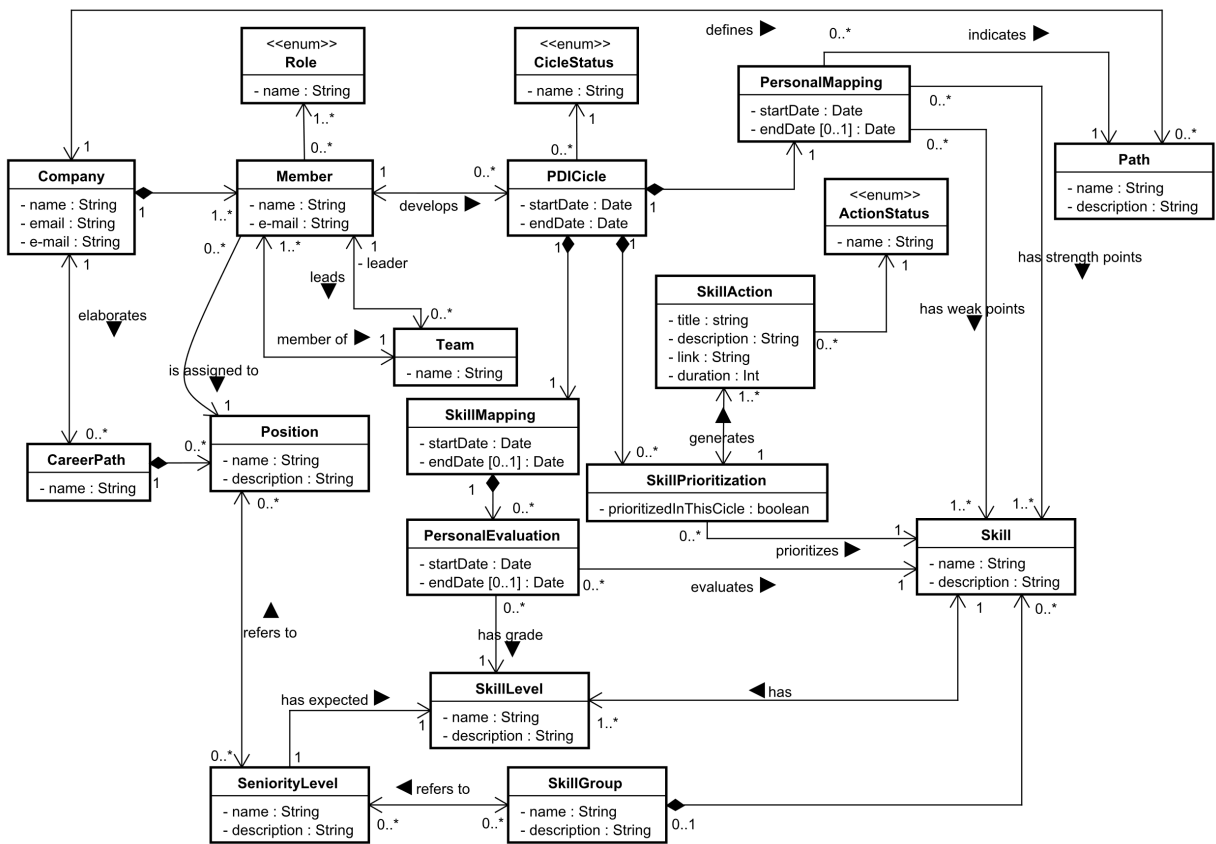 defines
0..*
indicates
<<enum>>
Role
- name : String
<<enum>>
CicleStatus
- name : String
PersonalMapping
- startDate : Date
- endDate [0..1] : Date
0..*
0..*
1..*
1
1
1
0..*
1
0..*
0..*
1
Company
- name : String
- email : String
- e-mail : String
1
1..*
Member
- name : String
- e-mail : String
1
0..*
develops
PDICicle
- startDate : Date
- endDate : Date
1
Path
- name : String
- description : String
<<enum>>
ActionStatus
- name : String
0..*
1..*
1
- leader
1
1
1
1
has strength points
leads
elaborates
SkillAction
- title : string
- description : String
- link : String
- duration : Int
0..*
has weak points
0..*
member of
1
Team
- name : String
is assigned to
1
1
1..*
0..*
0..*
SkillMapping
- startDate : Date
- endDate [0..1] : Date
generates
Position
- name : String
- description : String
CareerPath
- name : String
1
0..*
1
SkillPrioritization
- prioritizedInThisCicle : boolean
1
0..*
0..*
1..*
1..*
0..*
1
prioritizes
Skill
- name : String
- description : String
PersonalEvaluation
- startDate : Date
- endDate [0..1] : Date
0..*
evaluates
1
0..*
1
0..*
refers to
has grade
1
SkillLevel
- name : String
- description : String
has
1..*
has expected
1
0..*
1
SeniorityLevel
- name : String
- description : String
refers to
0..*
0..*
SkillGroup
- name : String
- description : String
0..1